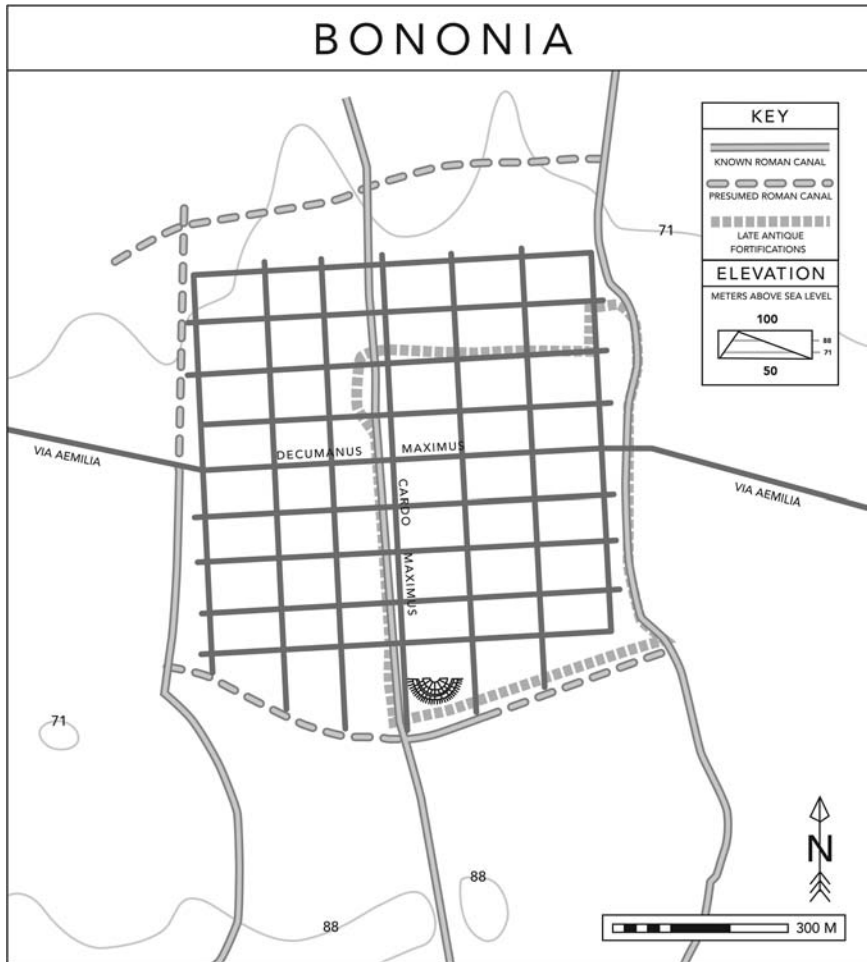 BONONIA
KEY
KNOWN ROMAN CANAL
PRESUMED ROMAN CANAL
LATE ANTIQUE
FORTIFICATIONS
ELEVATION
METERS ABOVE SEA LEVEL
100
88
71
50
71
VIA AEMILIA
DECUMANUS
MAXIMUS
VIA AEMILIA
CARDO
MAXIMUS
71
88
88
N
300 M